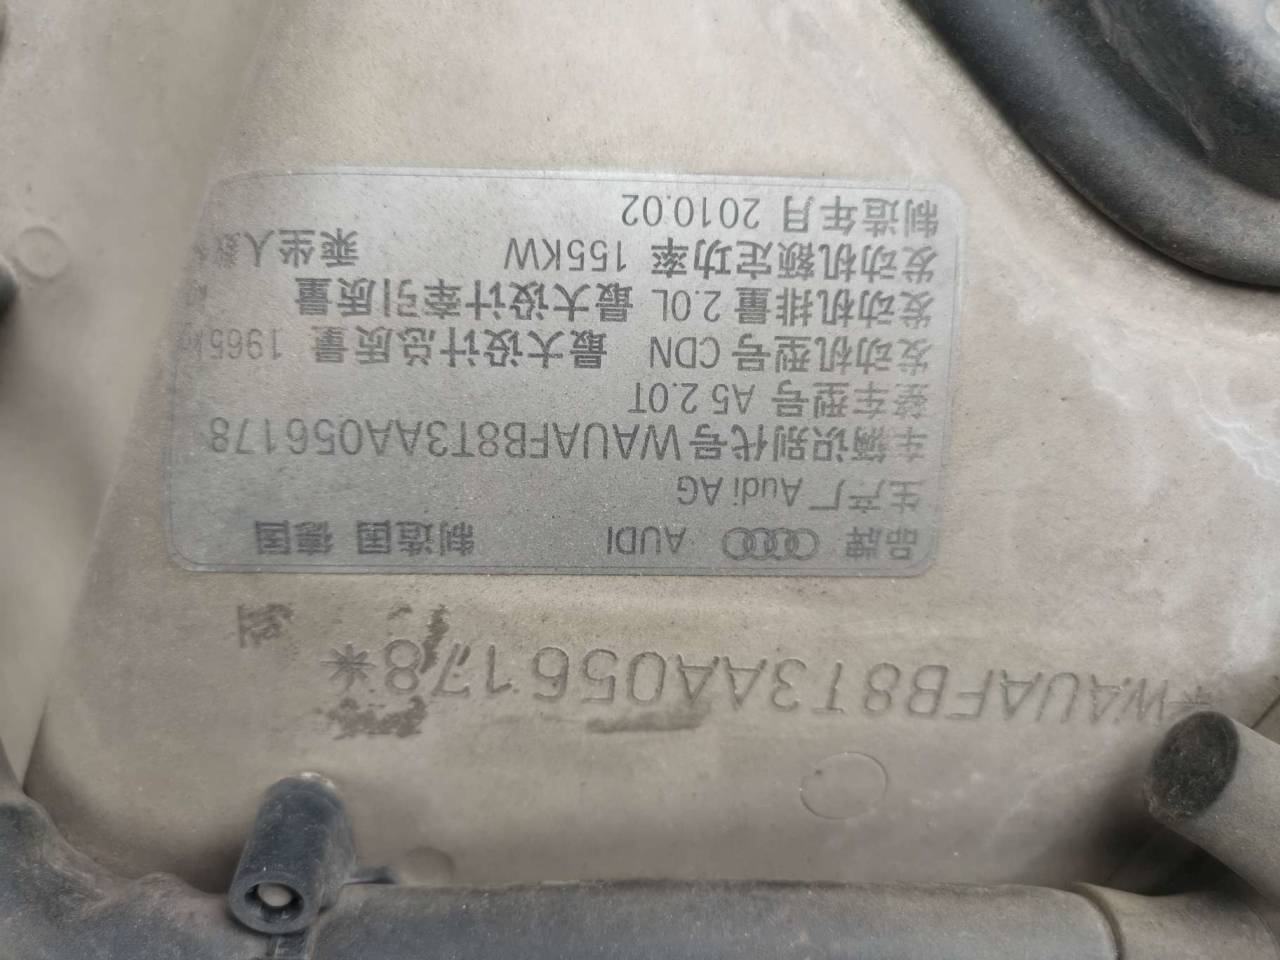 *WAUAFB8T3AA056178*
品牌 AUDI 制造国 德国
生产厂 Audi AG
车辆识别代号 WAUAFB8T3AA056178
整车型号 A5 2.0T
发动机型号 CDN 最大设计总质量 1965k
发动机排量 2.0L 最大设计牵引质量
发动机额定功率 155KW 乘坐人数
制造年月 2010.02